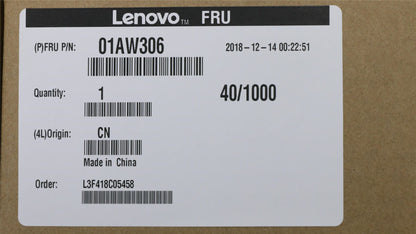 Lenovo™ FRU
(P)FRU P/N: 01AW306 2018-12-14 00:22:51
Quantity: 1 40/1000
(4L)Origin: CN
Made in China
Order: L3F418C05458